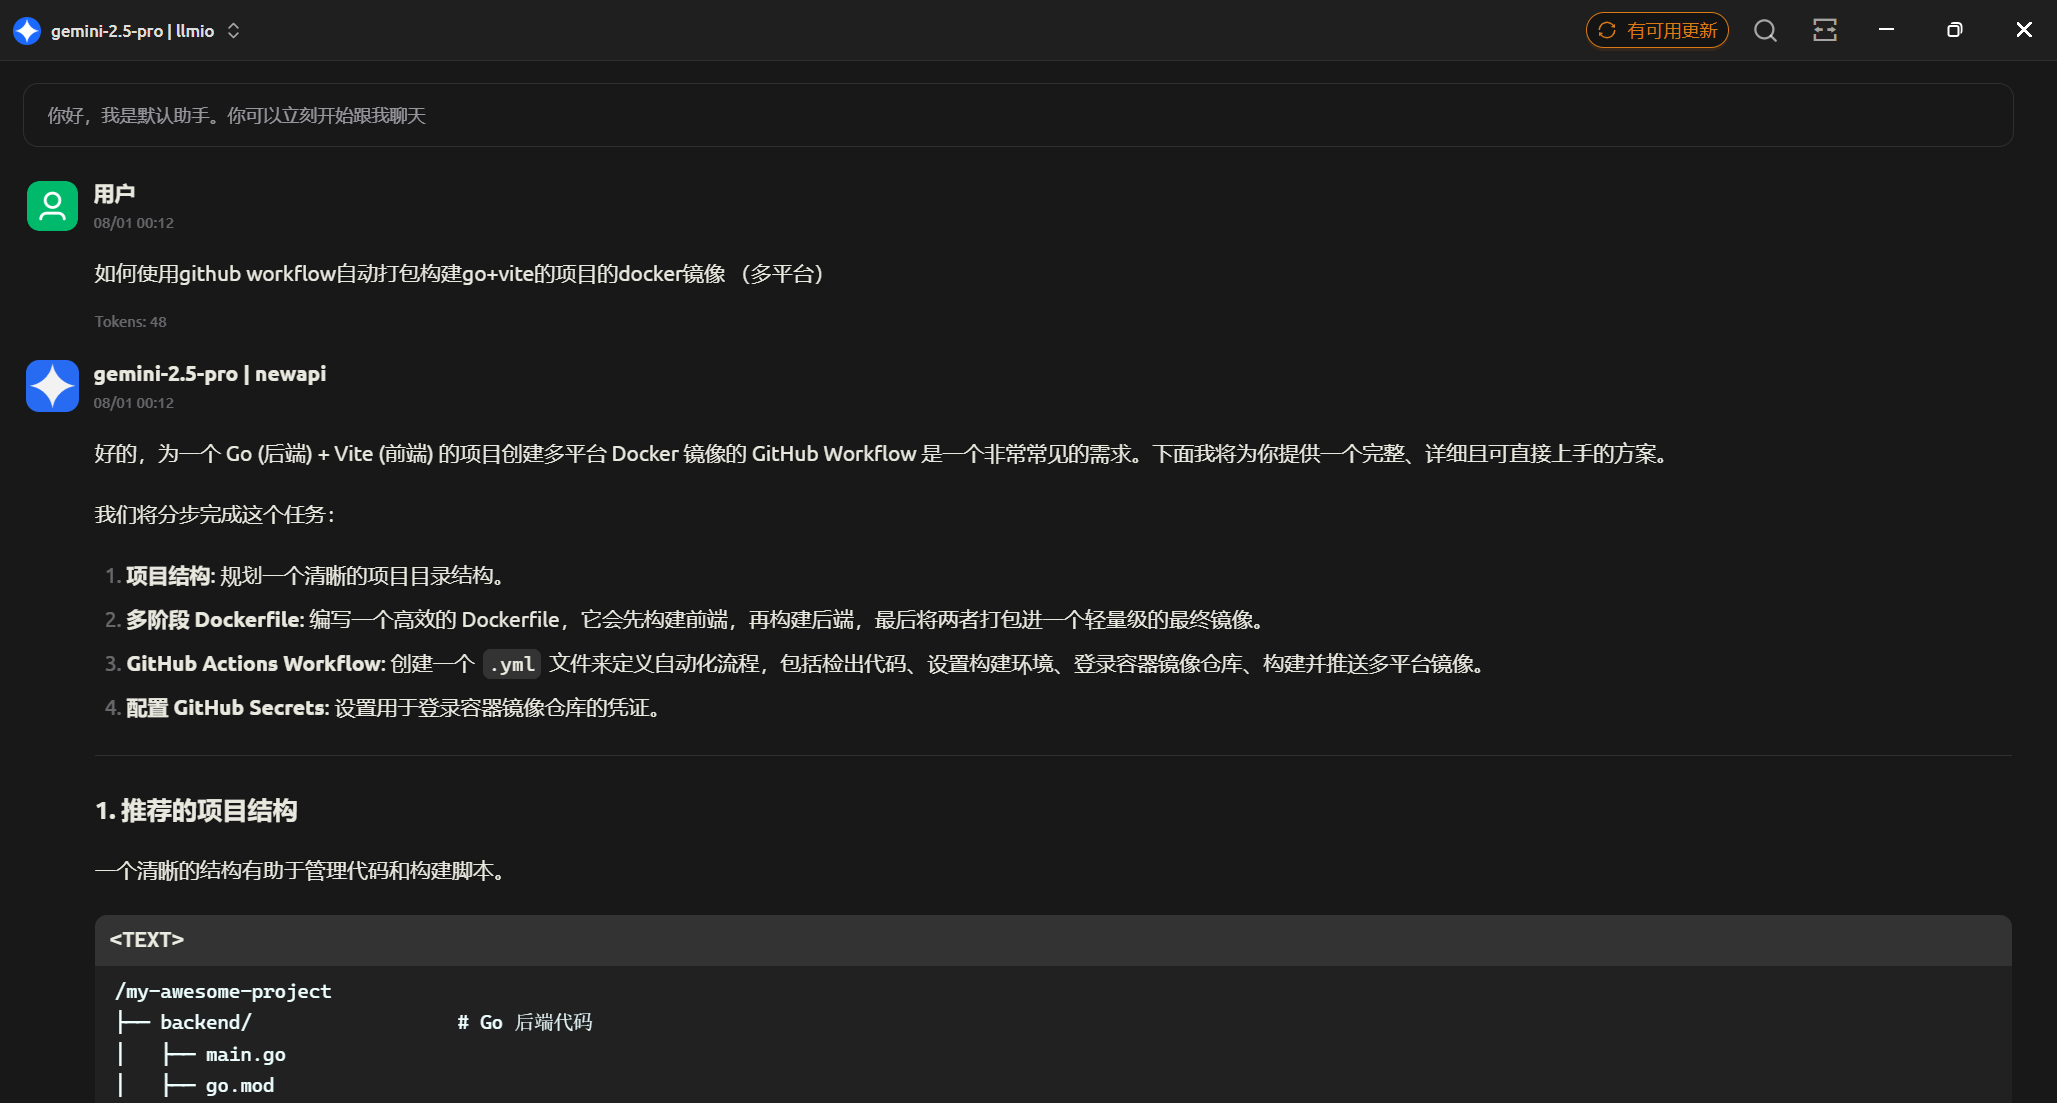 gemini-2.5-pro | llmio
有可用更新
你好，我是默认助手。你可以立刻开始跟我聊天
用户
08/01 00:12
如何使用github workflow自动打包构建go+vite的项目的docker镜像 （多平台）
Tokens: 48
gemini-2.5-pro | newapi
08/01 00:12
好的，为一个 Go (后端) + Vite (前端) 的项目创建多平台 Docker 镜像的 GitHub Workflow 是一个非常常见的需求。下面我将为你提供一个完整、详细且可直接上手的方案。
我们将分步完成这个任务：
1. 项目结构: 规划一个清晰的项目目录结构。
2. 多阶段 Dockerfile: 编写一个高效的 Dockerfile，它会先构建前端，再构建后端，最后将两者打包进一个轻量级的最终镜像。
3. GitHub Actions Workflow: 创建一个 .yml 文件来定义自动化流程，包括检出代码、设置构建环境、登录容器镜像仓库、构建并推送多平台镜像。
4. 配置 GitHub Secrets: 设置用于登录容器镜像仓库的凭证。
1. 推荐的项目结构
一个清晰的结构有助于管理代码和构建脚本。
<TEXT>
/my-awesome-project
├── backend/ # Go 后端代码
│   ├── main.go
│   ├── go.mod